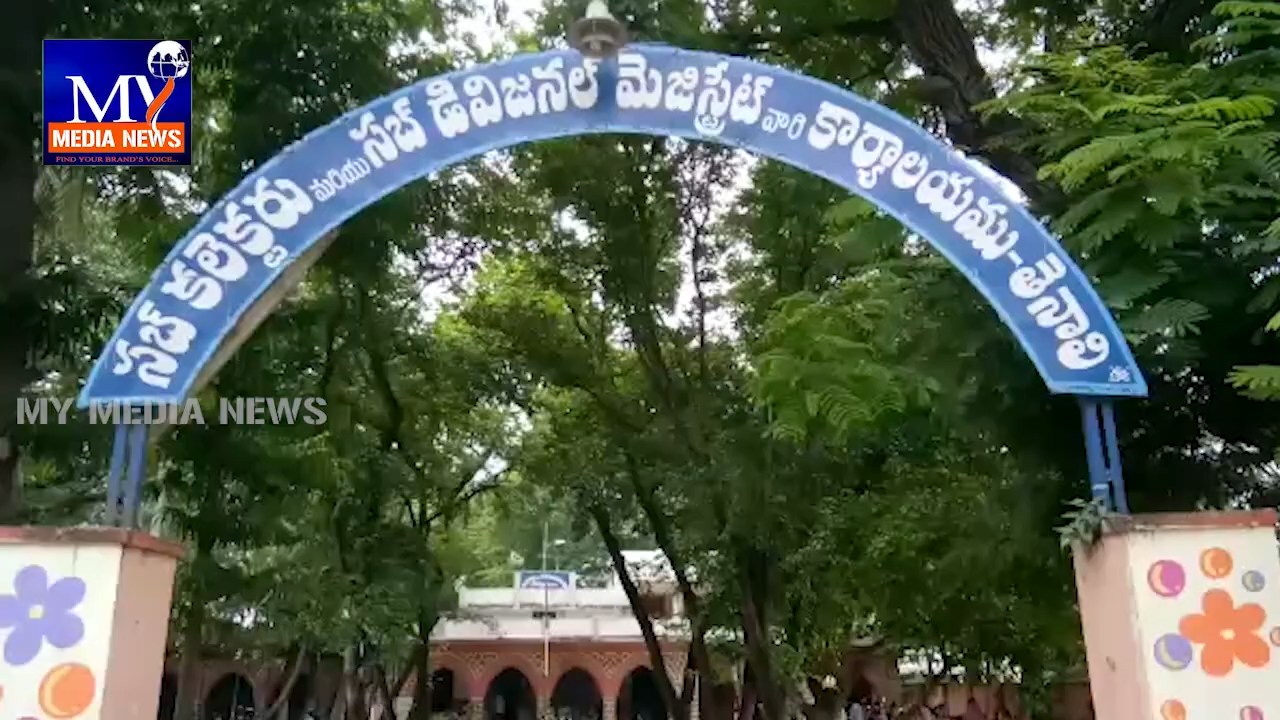 MY
MEDIA NEWS
FIND YOUR BRAND'S VOICE...
సబ్ కలెక్టరు మరియు సబ్ డివిజనల్ మెజిస్ట్రేట్ వారి కార్యాలయము-తెనాలి
MY MEDIA NEWS